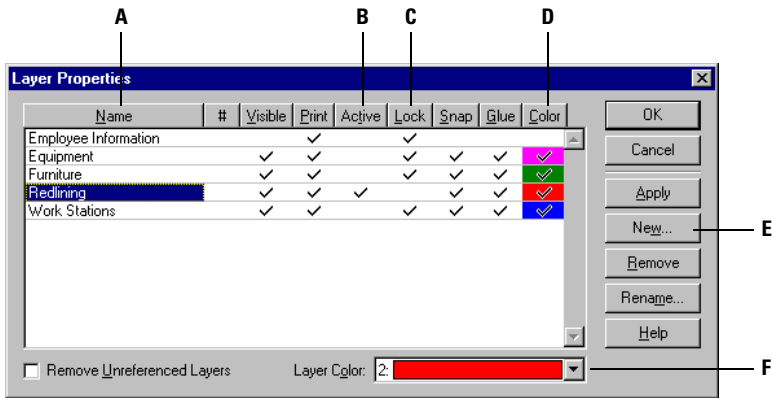 A B C D
Layer Properties
Name # Visible Print Active Lock Snap Glue Color
Employee Information
Equipment
Furniture
Redlining
Work Stations
OK
Cancel
Apply
New... E
Remove
Rename...
Help
Remove Unreferenced Layers Layer Color: 2: F